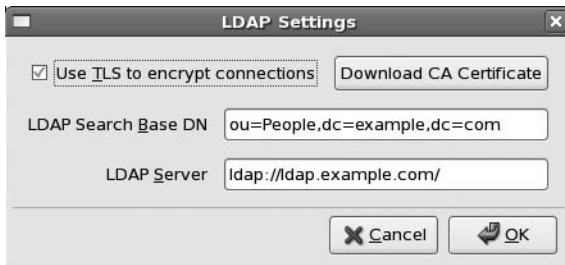 LDAP Settings
Use TLS to encrypt connections Download CA Certificate
LDAP Search Base DN ou=People,dc=example,dc=com
LDAP Server ldap://ldap.example.com/
Cancel OK